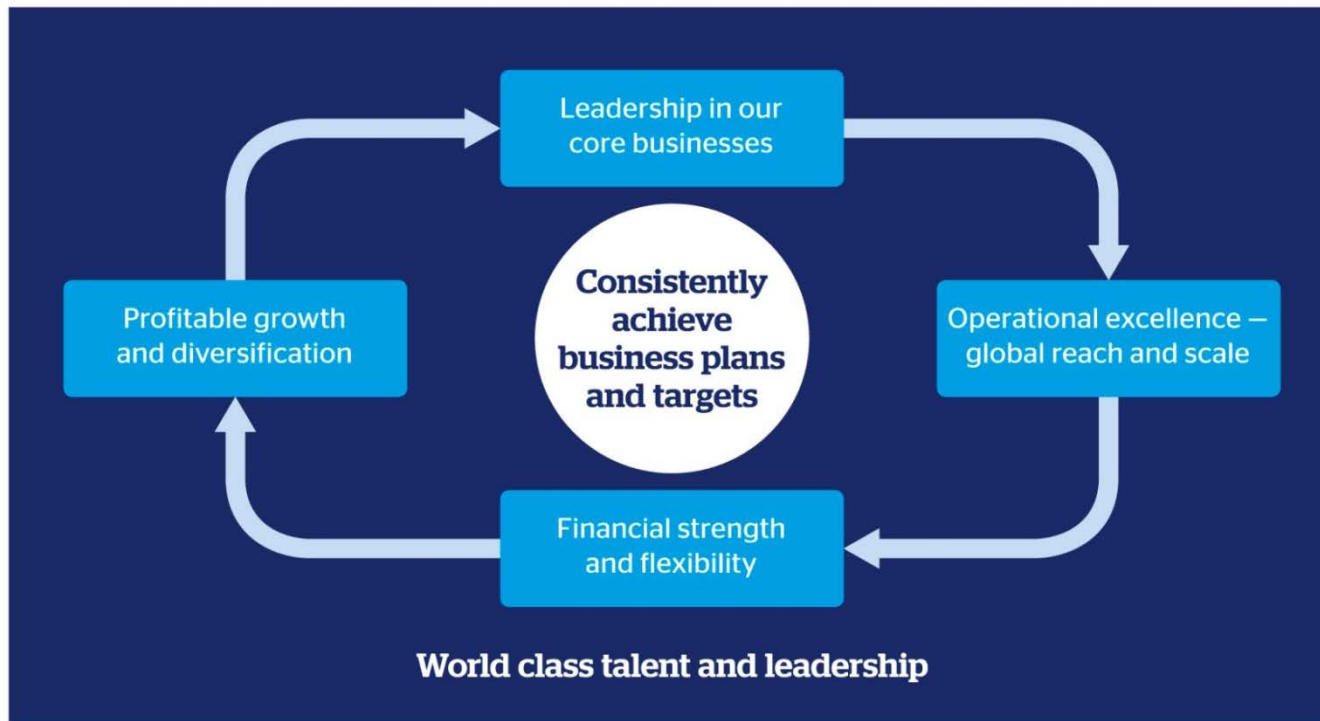 Leadership in our
core businesses
Consistently
achieve
business plans
and targets
Profitable growth
and diversification
Operational excellence —
global reach and scale
Financial strength
and flexibility
World class talent and leadership